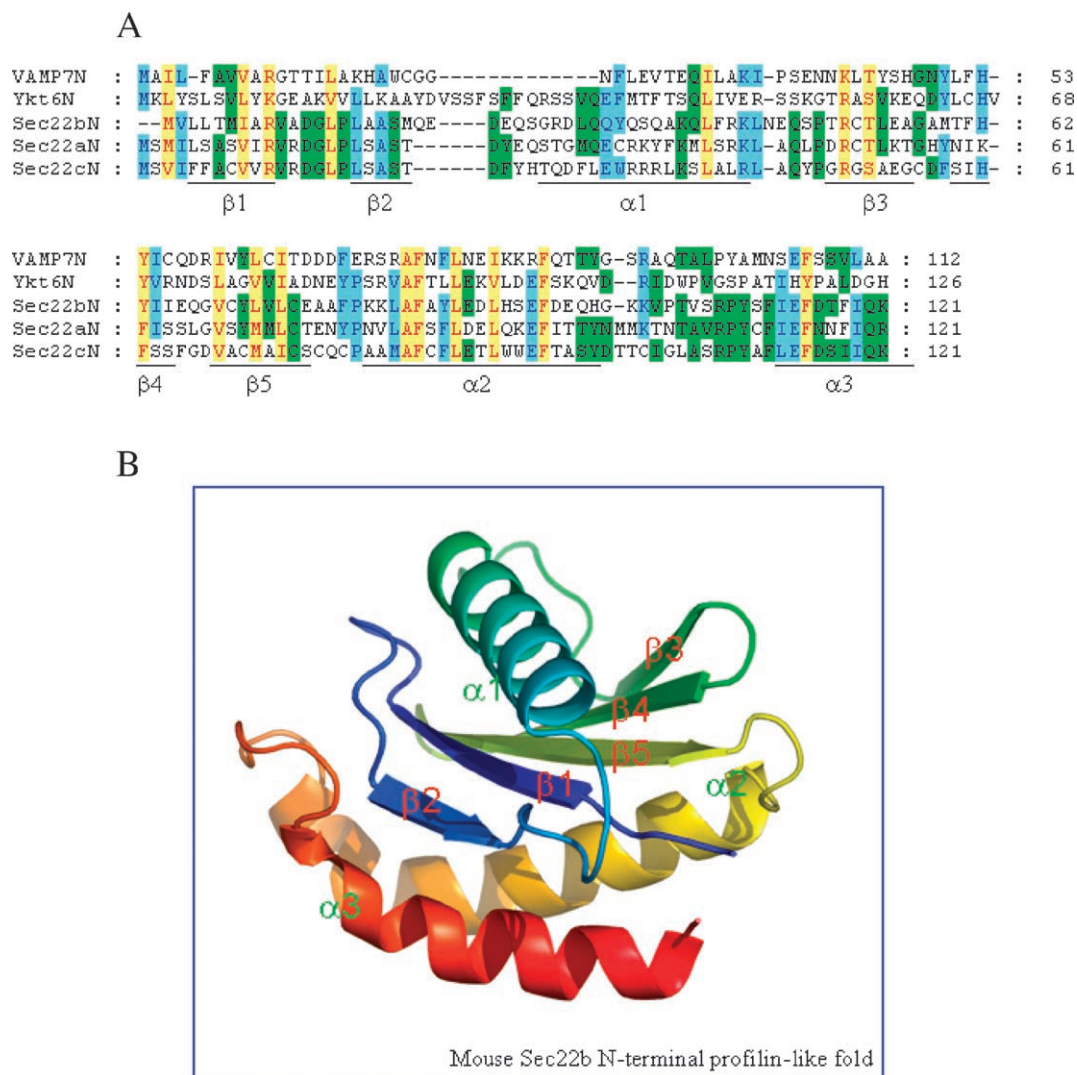 A
VAMP7N : MAIL-FAVVARGTTILAKHAWCGG------------NFLEVTEQILAKI-PSENNKLTYSHGNYLFH- : 53
Ykt6N : MKLYSLSVLYKGEAKVVLLKAAYDVSSFSFFQRSSVQEFMTFTSQLIVER-SSKGTRASVKEQDYLCHV : 68
Sec22bN : --MVLLTMIARVADGLPLAASMQE-----DEQSGRDLQQYQSQAKQLFRKLNEQSPTRCTLEAGAMTFH- : 62
Sec22aN : MSMILSASVIRVRDGLPLSAST------DYEQSTGMQECRKYFKMLSRKL-AQLPDRCTLKTGHYNIK- : 61
Sec22cN : MSVIFFACVVRVRDGLPLSAST------DFYHTQDFLEWRRRLKSLALRL-AQYPGRGSAEGCDFSIH- : 61
β1 β2 α1 β3
VAMP7N : YICQDRIVYLCITDDDFERSRAFNFLNEIKKRFQTTYG-SRAQTALPYAMNSEFSSVLAA : 112
Ykt6N : YVRNDSLAGVVIADNEYPSRVAFTLLEKVLDEFSKQVD--RIDWPVGSPATIHYPALDGH : 126
Sec22bN : YIIEQGVCYLVLCEAAFPKKLAFAYLEDLHSEFDEQHG-KKVPTVSRPYSFIEFDTFIQK : 121
Sec22aN : FISSLGVSYMMLCTENYPNVLAFSFLDELQKEFITTYNMMKTNTAVRPYCFIEFNNFIQR : 121
Sec22cN : FSSFGDVACMAICSCQCPAAMAFCFLETLWWEFTASYDTTCIGLASRPYAFLEFDSIIQK : 121
β4 β5 α2 α3
B
β3
α1
β4
β5
α2
β1
β2
α3
Mouse Sec22b N-terminal profilin-like fold